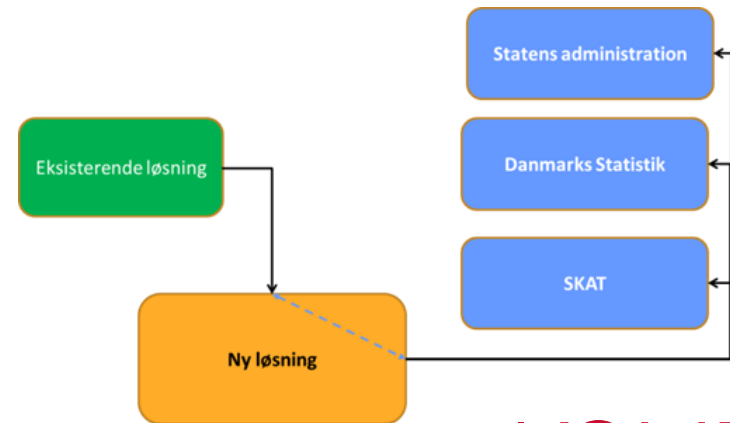 Statens administration
Eksisterende løsning
Danmarks Statistik
SKAT
Ny løsning